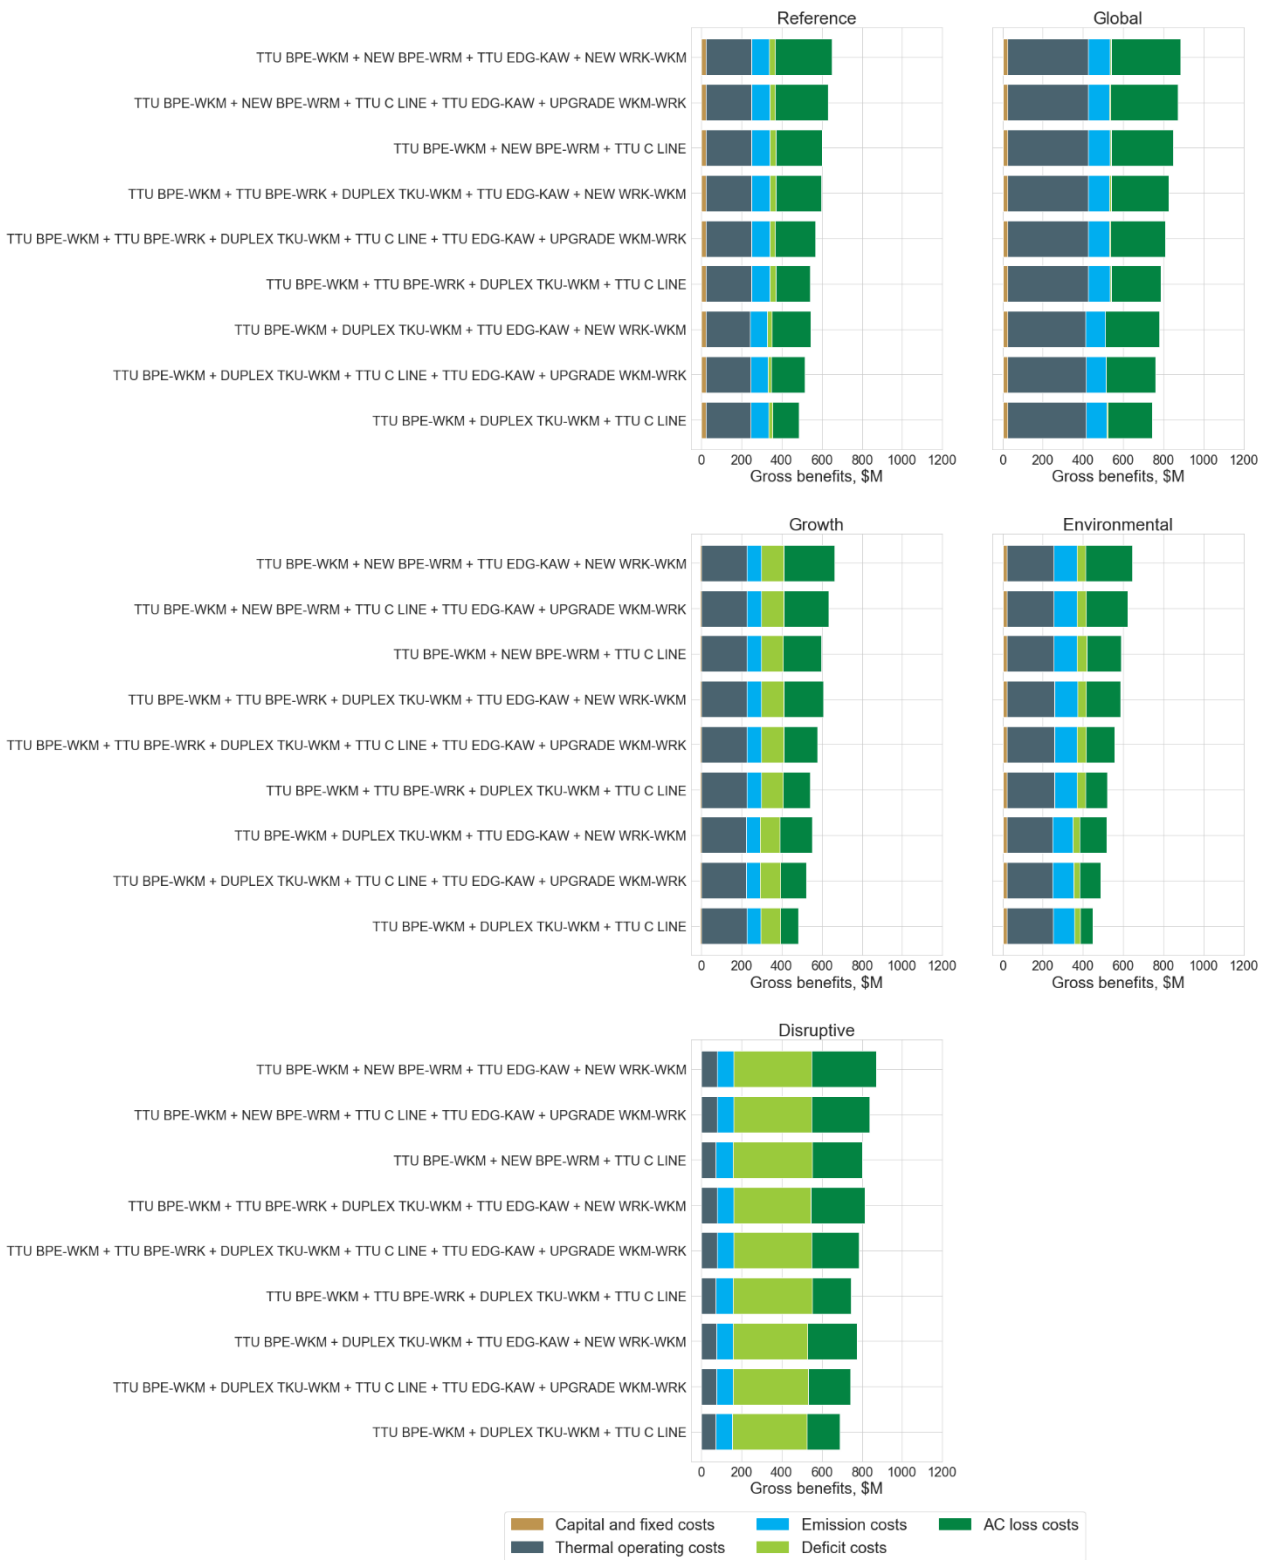 Reference
Global
TTU BPE-WKM + NEW BPE-WRM + TTU EDG-KAW + NEW WRK-WKM
TTU BPE-WKM + NEW BPE-WRM + TTU C LINE + TTU EDG-KAW + UPGRADE WKM-WRK
TTU BPE-WKM + NEW BPE-WRM + TTU C LINE
TTU BPE-WKM + TTU BPE-WRK + DUPLEX TKU-WKM + TTU EDG-KAW + NEW WRK-WKM
TTU BPE-WKM + TTU BPE-WRK + DUPLEX TKU-WKM + TTU C LINE + TTU EDG-KAW + UPGRADE WKM-WRK
TTU BPE-WKM + TTU BPE-WRK + DUPLEX TKU-WKM + TTU C LINE
TTU BPE-WKM + DUPLEX TKU-WKM + TTU EDG-KAW + NEW WRK-WKM
TTU BPE-WKM + DUPLEX TKU-WKM + TTU C LINE + TTU EDG-KAW + UPGRADE WKM-WRK
TTU BPE-WKM + DUPLEX TKU-WKM + TTU C LINE
0 200 400 600 800 1000 1200
0 200 400 600 800 1000 1200
Gross benefits, $M
Gross benefits, $M
Growth
Environmental
TTU BPE-WKM + NEW BPE-WRM + TTU EDG-KAW + NEW WRK-WKM
TTU BPE-WKM + NEW BPE-WRM + TTU C LINE + TTU EDG-KAW + UPGRADE WKM-WRK
TTU BPE-WKM + NEW BPE-WRM + TTU C LINE
TTU BPE-WKM + TTU BPE-WRK + DUPLEX TKU-WKM + TTU EDG-KAW + NEW WRK-WKM
TTU BPE-WKM + TTU BPE-WRK + DUPLEX TKU-WKM + TTU C LINE + TTU EDG-KAW + UPGRADE WKM-WRK
TTU BPE-WKM + TTU BPE-WRK + DUPLEX TKU-WKM + TTU C LINE
TTU BPE-WKM + DUPLEX TKU-WKM + TTU EDG-KAW + NEW WRK-WKM
TTU BPE-WKM + DUPLEX TKU-WKM + TTU C LINE + TTU EDG-KAW + UPGRADE WKM-WRK
TTU BPE-WKM + DUPLEX TKU-WKM + TTU C LINE
0 200 400 600 800 1000 1200
0 200 400 600 800 1000 1200
Gross benefits, $M
Gross benefits, $M
Disruptive
TTU BPE-WKM + NEW BPE-WRM + TTU EDG-KAW + NEW WRK-WKM
TTU BPE-WKM + NEW BPE-WRM + TTU C LINE + TTU EDG-KAW + UPGRADE WKM-WRK
TTU BPE-WKM + NEW BPE-WRM + TTU C LINE
TTU BPE-WKM + TTU BPE-WRK + DUPLEX TKU-WKM + TTU EDG-KAW + NEW WRK-WKM
TTU BPE-WKM + TTU BPE-WRK + DUPLEX TKU-WKM + TTU C LINE + TTU EDG-KAW + UPGRADE WKM-WRK
TTU BPE-WKM + TTU BPE-WRK + DUPLEX TKU-WKM + TTU C LINE
TTU BPE-WKM + DUPLEX TKU-WKM + TTU EDG-KAW + NEW WRK-WKM
TTU BPE-WKM + DUPLEX TKU-WKM + TTU C LINE + TTU EDG-KAW + UPGRADE WKM-WRK
TTU BPE-WKM + DUPLEX TKU-WKM + TTU C LINE
0 200 400 600 800 1000 1200
Gross benefits, $M
Capital and fixed costs
Emission costs
AC loss costs
Thermal operating costs
Deficit costs